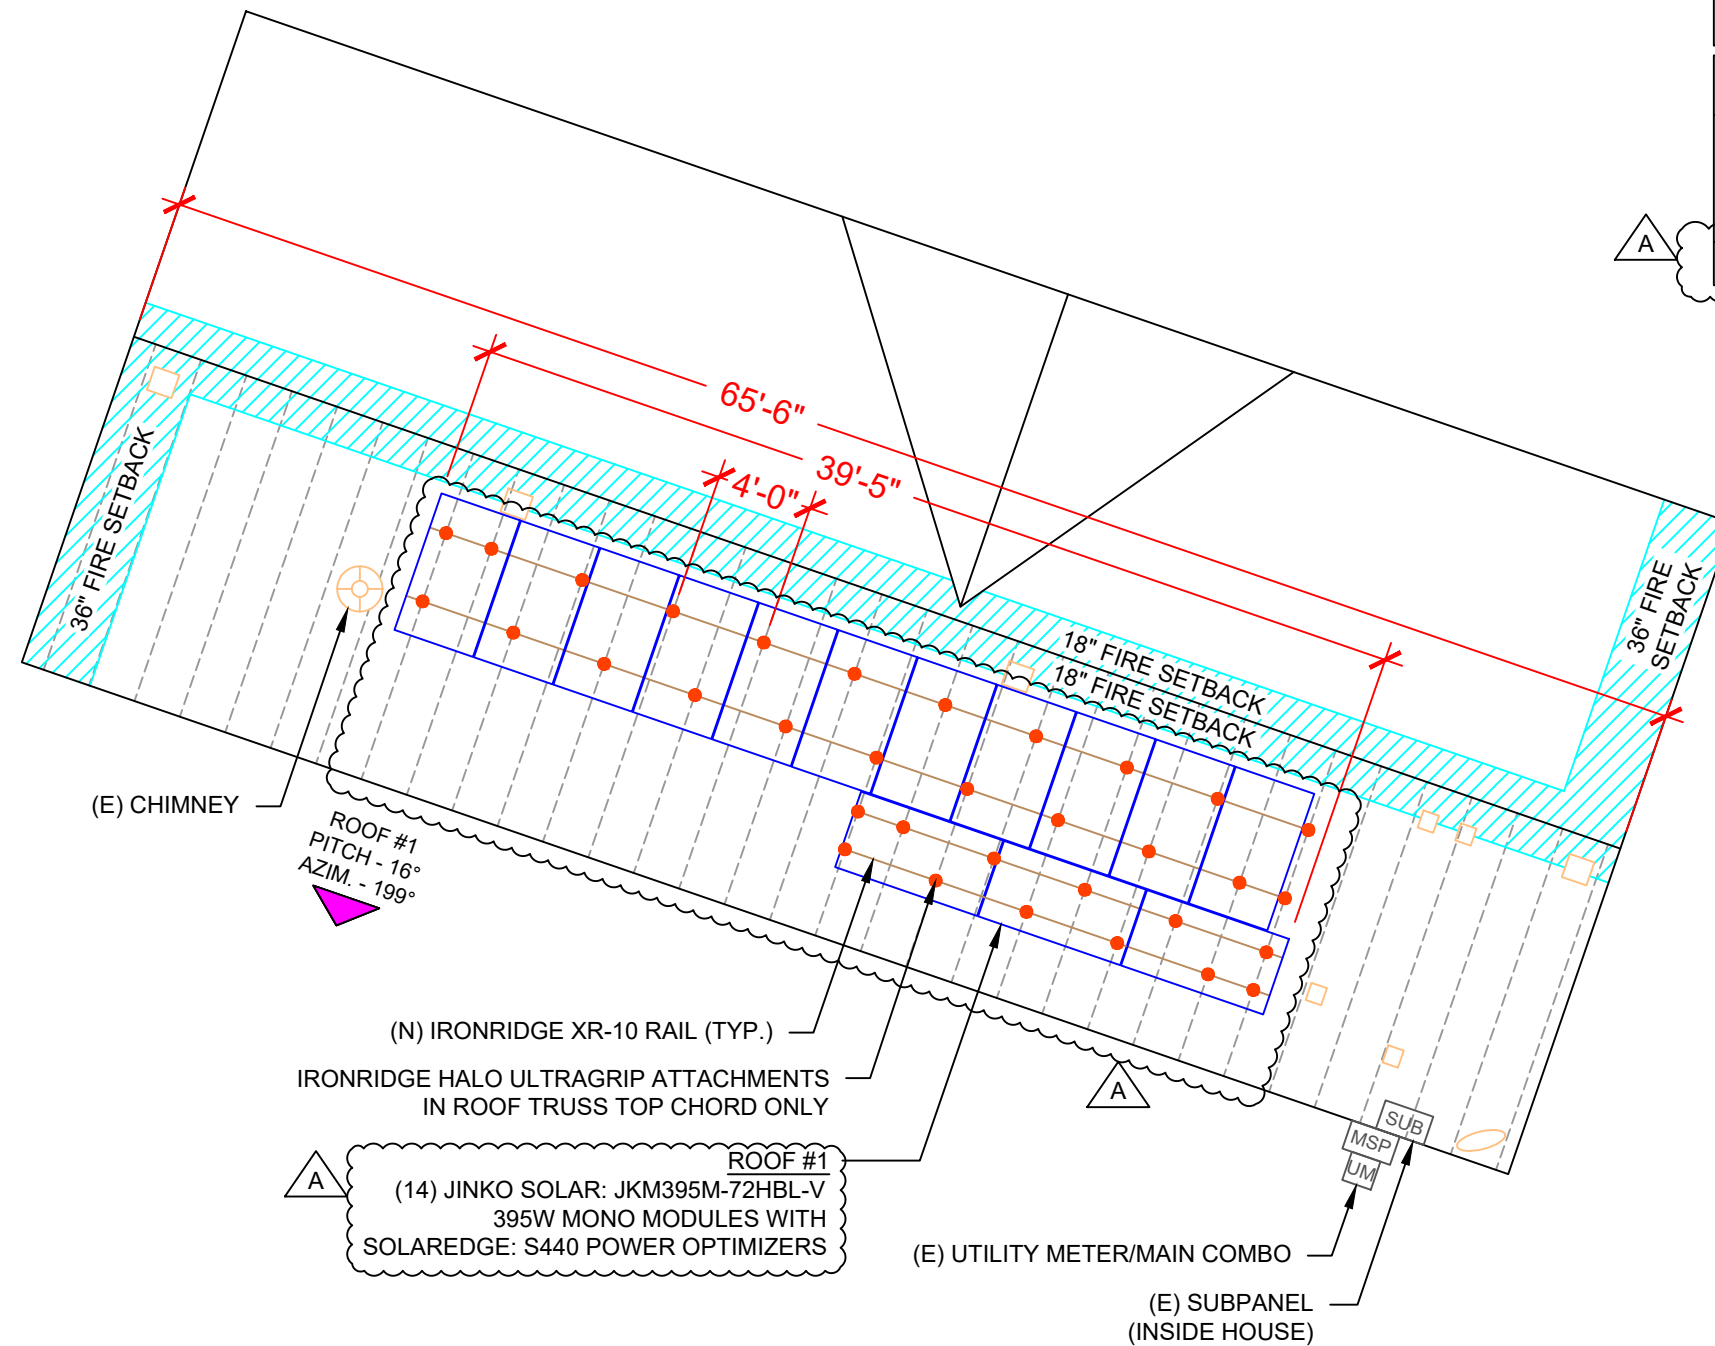 A
65'-6"
39'-5"
4'-0"
36" FIRE SETBACK
36" FIRE
SETBACK
18" FIRE SETBACK
18" FIRE SETBACK
(E) CHIMNEY
ROOF #1
PITCH - 16°
AZIM. - 199°
(N) IRONRIDGE XR-10 RAIL (TYP.)
IRONRIDGE HALO ULTRAGRIP ATTACHMENTS
IN ROOF TRUSS TOP CHORD ONLY
A
SUB
MSP
UM
A
ROOF #1
(14) JINKO SOLAR: JKM395M-72HBL-V
395W MONO MODULES WITH
SOLAREDGE: S440 POWER OPTIMIZERS
(E) UTILITY METER/MAIN COMBO
(E) SUBPANEL
(INSIDE HOUSE)